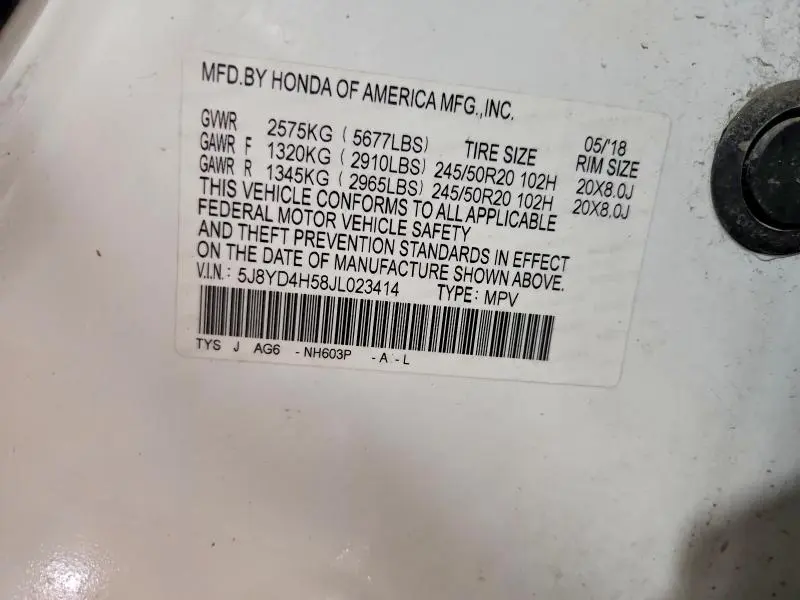 MFD.BY HONDA OF AMERICA MFG.,INC.
05/'18
GVWR 2575KG ( 5677LBS) TIRE SIZE RIM SIZE
GAWR F 1320KG ( 2910LBS) 245/50R20 102H 20X8.0J
GAWR R 1345KG ( 2965LBS) 245/50R20 102H 20X8.0J
THIS VEHICLE CONFORMS TO ALL APPLICABLE
FEDERAL MOTOR VEHICLE SAFETY
AND THEFT PREVENTION STANDARDS IN EFFECT
ON THE DATE OF MANUFACTURE SHOWN ABOVE.
V.I.N.: 5J8YD4H58JL023414 TYPE: MPV
TYS J AG6 - NH603P - A - L